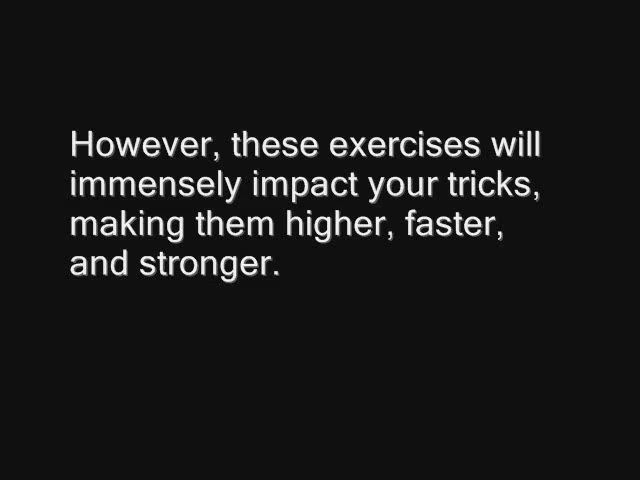 However, these exercises will
immensely impact your tricks,
making them higher, faster,
and stronger.